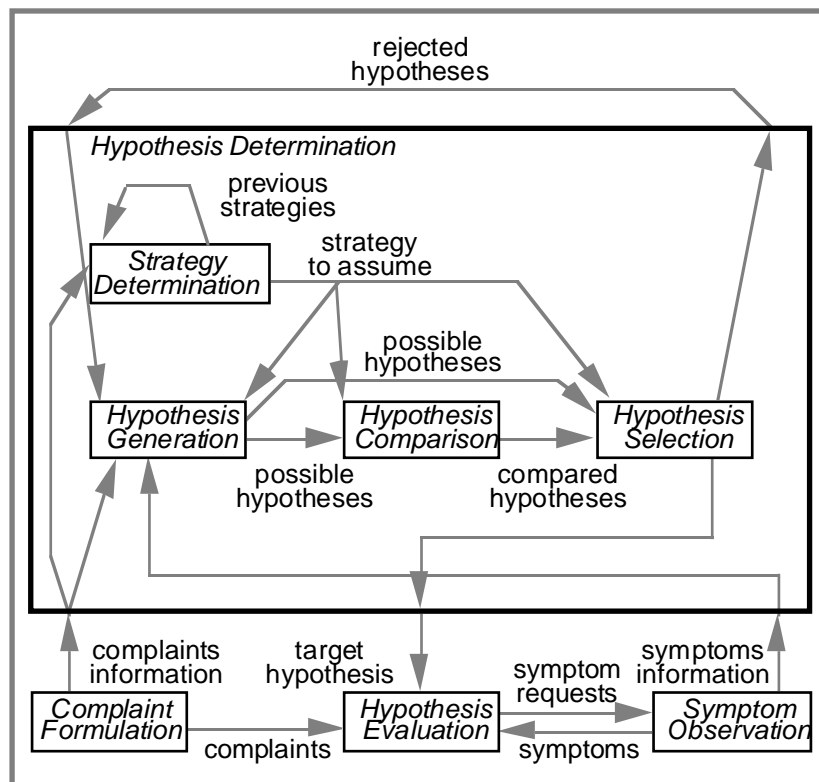 rejected
hypotheses
Hypothesis Determination
previous
strategies
Strategy
Determination
strategy
to assume
possible
hypotheses
Hypothesis
Generation
Hypothesis
Comparison
Hypothesis
Selection
possible
hypotheses
compared
hypotheses
complaints
information
target
hypothesis
symptom
requests
symptoms
information
Complaint
Formulation
Hypothesis
Evaluation
Symptom
Observation
complaints
symptoms